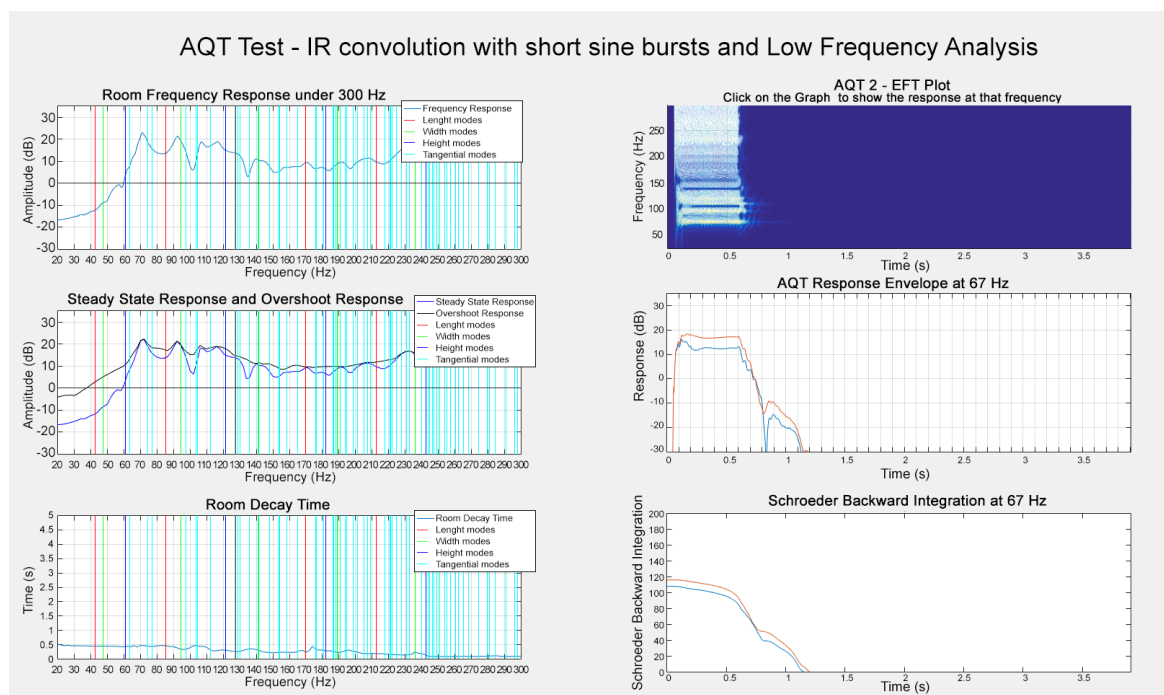 AQT Test - IR convolution with short sine bursts and Low Frequency Analysis
Room Frequency Response under 300 Hz
Frequency Response
Lenght modes
Width modes
Height modes
Tangential modes
Amplitude (dB)
30
20
10
0
-10
-20
-30
20 30 40 50 60 70 80 90 100 110 120 130 140 150 160 170 180 190 200 210 220 230 240 250 260 270 280 290 300
Frequency (Hz)
Steady State Response and Overshoot Response
Steady State Response
Overshoot Response
Lenght modes
Width modes
Height modes
Tangential modes
Amplitude (dB)
30
20
10
0
-10
-20
-30
20 30 40 50 60 70 80 90 100 110 120 130 140 150 160 170 180 190 200 210 220 230 240 250 260 270 280 290 300
Frequency (Hz)
Room Decay Time
Room Decay Time
Lenght modes
Width modes
Height modes
Tangential modes
Time (s)
5
4.5
4
3.5
3
2.5
2
1.5
1
0.5
0
20 30 40 50 60 70 80 90 100 110 120 130 140 150 160 170 180 190 200 210 220 230 240 250 260 270 280 290 300
Frequency (Hz)
AQT 2 - EFT Plot
Click on the Graph to show the response at that frequency
Frequency (Hz)
250
200
150
100
50
0 0.5 1 1.5 2 2.5 3 3.5
Time (s)
AQT Response Envelope at 67 Hz
Response (dB)
30
20
10
0
-10
-20
-30
0 0.5 1 1.5 2 2.5 3 3.5
Time (s)
Schroeder Backward Integration at 67 Hz
Schroeder Backward Integration
200
180
160
140
120
100
80
60
40
20
0
0 0.5 1 1.5 2 2.5 3 3.5
Time (s)